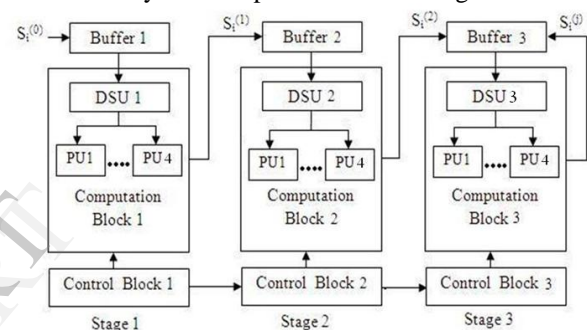 S_i^(0)
Buffer 1
S_i^(1)
Buffer 2
S_i^(2)
Buffer 3
S_i^(J)
DSU 1
DSU 2
DSU 3
PU1 .... PU4
PU1 .... PU4
PU1 .... PU4
Computation
Block 1
Computation
Block 2
Computation
Block 3
Control Block 1
Control Block 2
Control Block 3
Stage 1
Stage 2
Stage 3